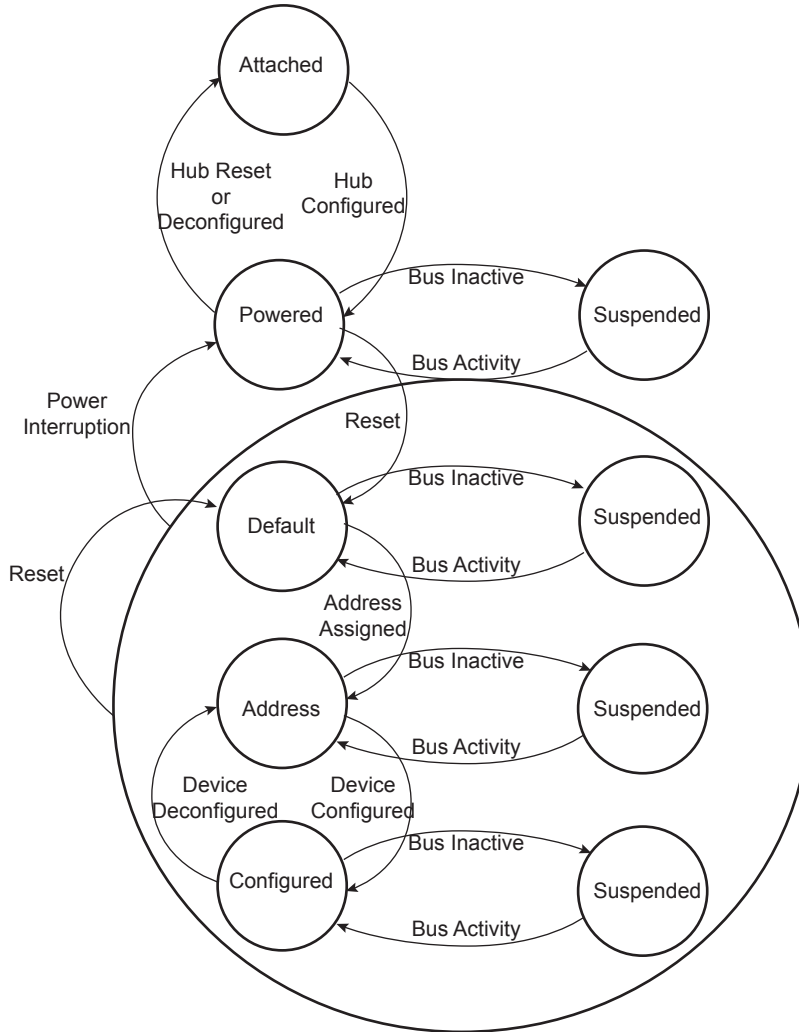 Attached
Hub Reset
or
Deconfigured
Hub
Configured
Bus Inactive
Powered
Suspended
Bus Activity
Power
Interruption
Reset
Bus Inactive
Default
Suspended
Bus Activity
Reset
Address
Assigned
Bus Inactive
Address
Suspended
Bus Activity
Device
Deconfigured
Device
Configured
Bus Inactive
Configured
Suspended
Bus Activity